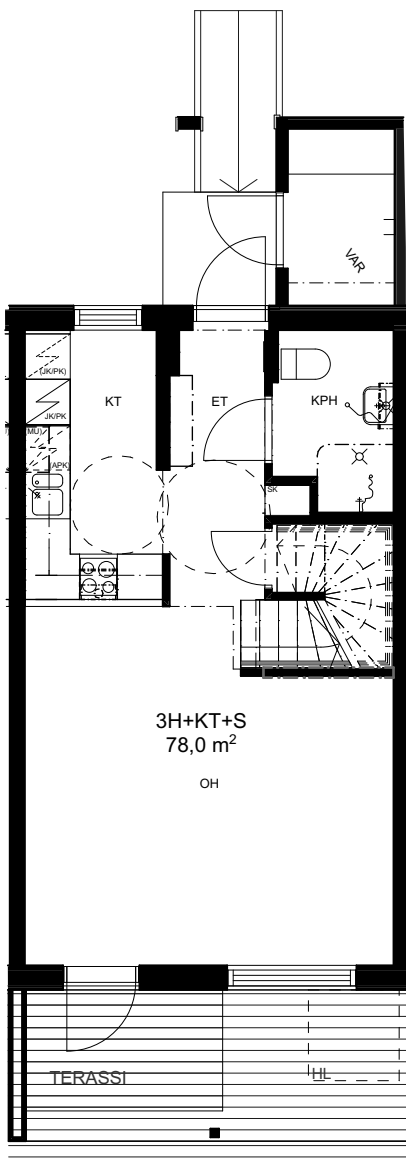 VAR
(JK/PK)
KT
ET
KPH
JK/PK
(MU)
(APK)
SK
3H+KT+S
78,0 m²
OH
TERASSI
HL